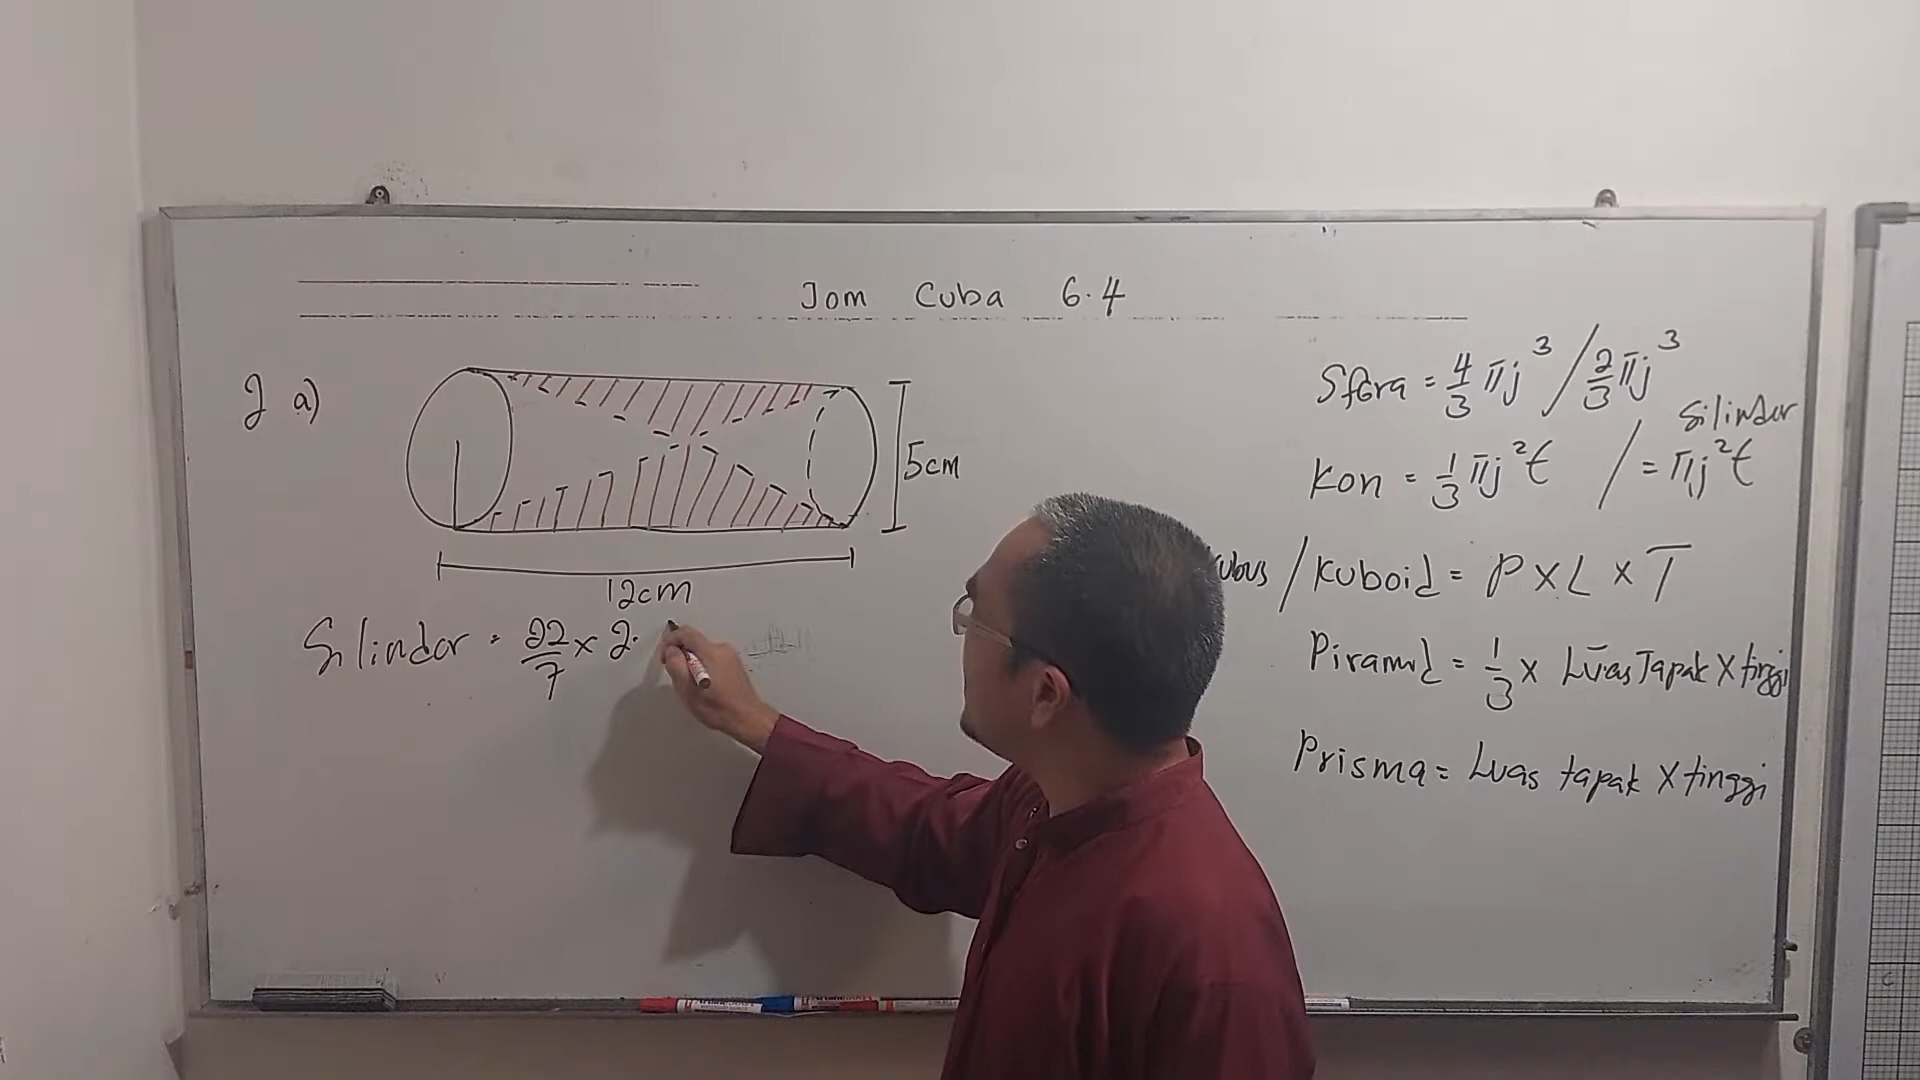 Jom Cuba 6.4
2 a)
5cm
12cm
Silinder = 22/7 x 2.
Sfera = 4/3 πj³ / 2/3 πj³
Silinder
Kon = 1/3 πj²t / = πj²t
/ Kuboid = P x L x T
Piramid = 1/3 x Luas Tapak x tinggi
Prisma = Luas tapak x tinggi